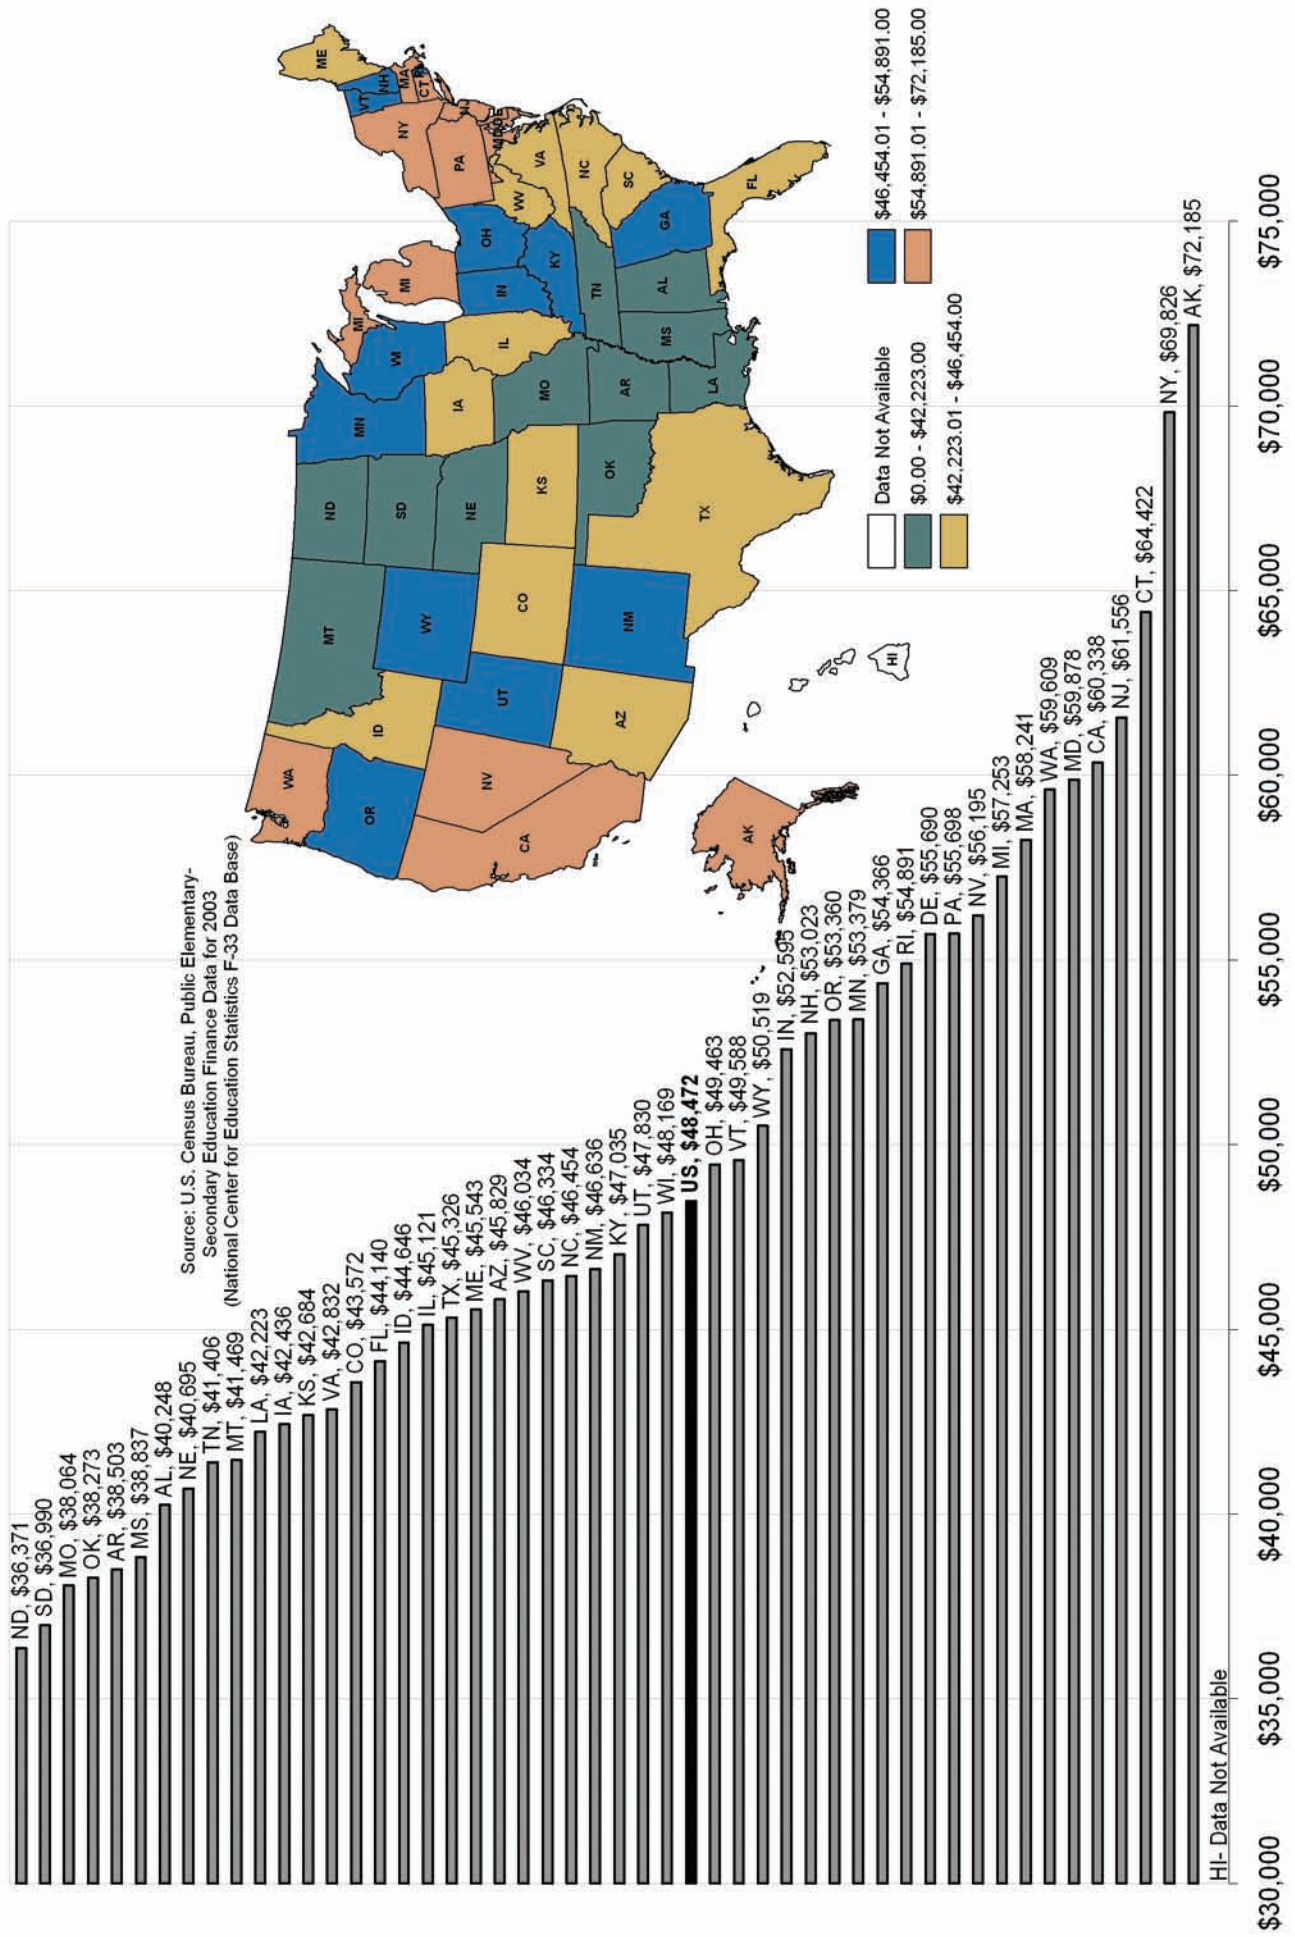 ND, $36,371
SD, $36,990
MO, $38,064
OK, $38,273
AR, $38,503
MS, $38,837
AL, $40,248
NE, $40,695
TN, $41,406
MT, $41,469
LA, $42,223
IA, $42,436
KS, $42,684
VA, $42,832
CO, $43,572
FL, $44,140
ID, $44,646
IL, $45,121
TX, $45,326
ME, $45,543
AZ, $45,829
WV, $46,034
SC, $46,334
NC, $46,454
NM, $46,636
KY, $47,035
UT, $47,830
WI, $48,169
US, $48,472
OH, $49,463
VT, $49,588
WY, $50,519
IN, $52,595
NH, $53,023
OR, $53,360
MN, $53,379
GA, $54,366
RI, $54,891
DE, $55,690
PA, $55,698
NV, $56,195
MI, $57,253
MA, $58,241
WA, $59,609
MD, $59,878
CA, $60,338
NJ, $61,556
CT, $64,422
NY, $69,826
AK, $72,185
HI- Data Not Available
$30,000
$35,000
$40,000
$45,000
$50,000
$55,000
$60,000
$65,000
$70,000
$75,000
Source: U.S. Census Bureau, Public Elementary-
Secondary Education Finance Data for 2003
(National Center for Education Statistics F-33 Data Base)
WA
OR
CA
NV
ID
MT
WY
UT
AZ
CO
NM
ND
SD
NE
KS
OK
TX
MN
IA
MO
AR
LA
WI
IL
MI
MI
IN
OH
KY
TN
MS
AL
GA
FL
SC
NC
VA
WV
PA
NY
VT
NH
ME
MA
CT
RI
NJ
DE
MD
AK
HI
Data Not Available
$0.00 - $42,223.00
$42,223.01 - $46,454.00
$46,454.01 - $54,891.00
$54,891.01 - $72,185.00